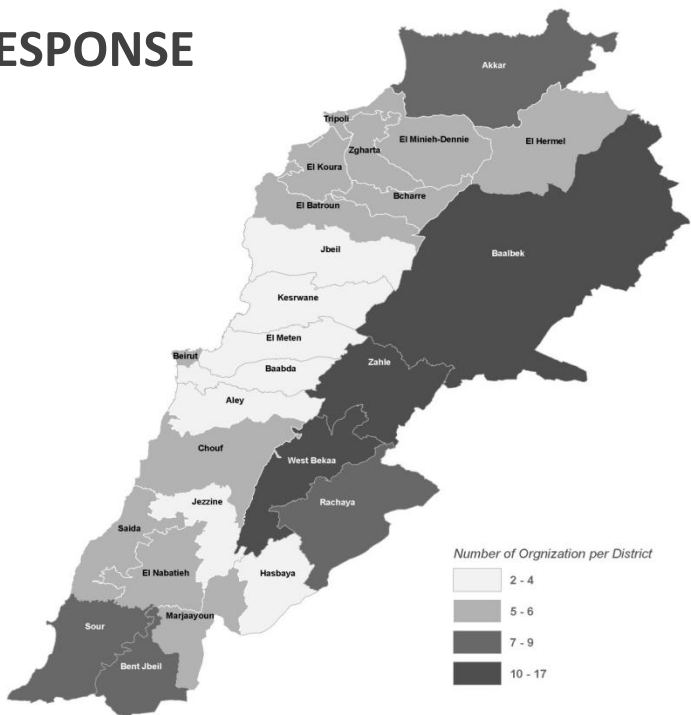 ESPONSE
Akkar
Tripoli
El Minieh-Dennie
El Hermel
Zgharta
El Koura
Bcharre
El Batroun
Jbeil
Baalbek
Kesrwane
El Meten
Beirut
Zahle
Baabda
Aley
Chouf
West Bekaa
Jezzine
Rachaya
Saida
El Nabatieh
Hasbaya
Marjaayoun
Sour
Bent Jbeil
Number of Orgnization per District
2 - 4
5 - 6
7 - 9
10 - 17